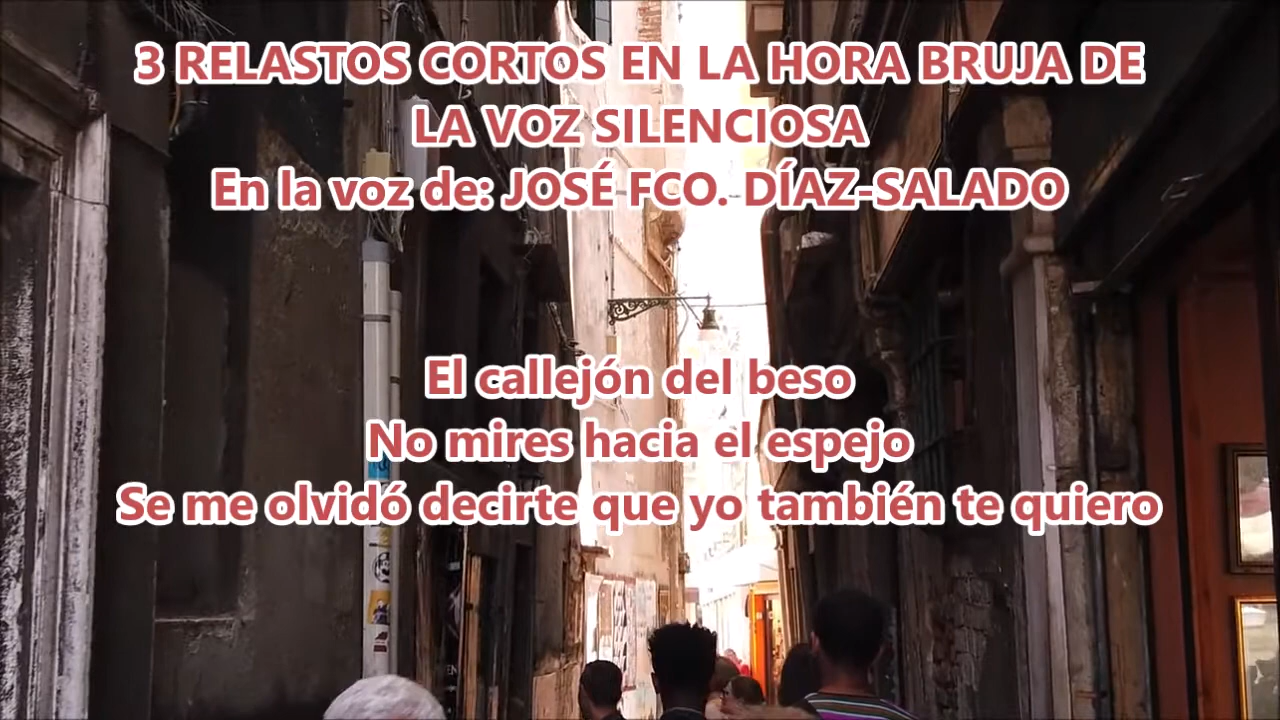 3 RELASTOS CORTOS EN LA HORA BRUJA DE
LA VOZ SILENCIOSA
En la voz de: JOSÉ FCO. DÍAZ-SALADO
El callejón del beso
No mires hacia el espejo
Se me olvidó decirte que yo también te quiero